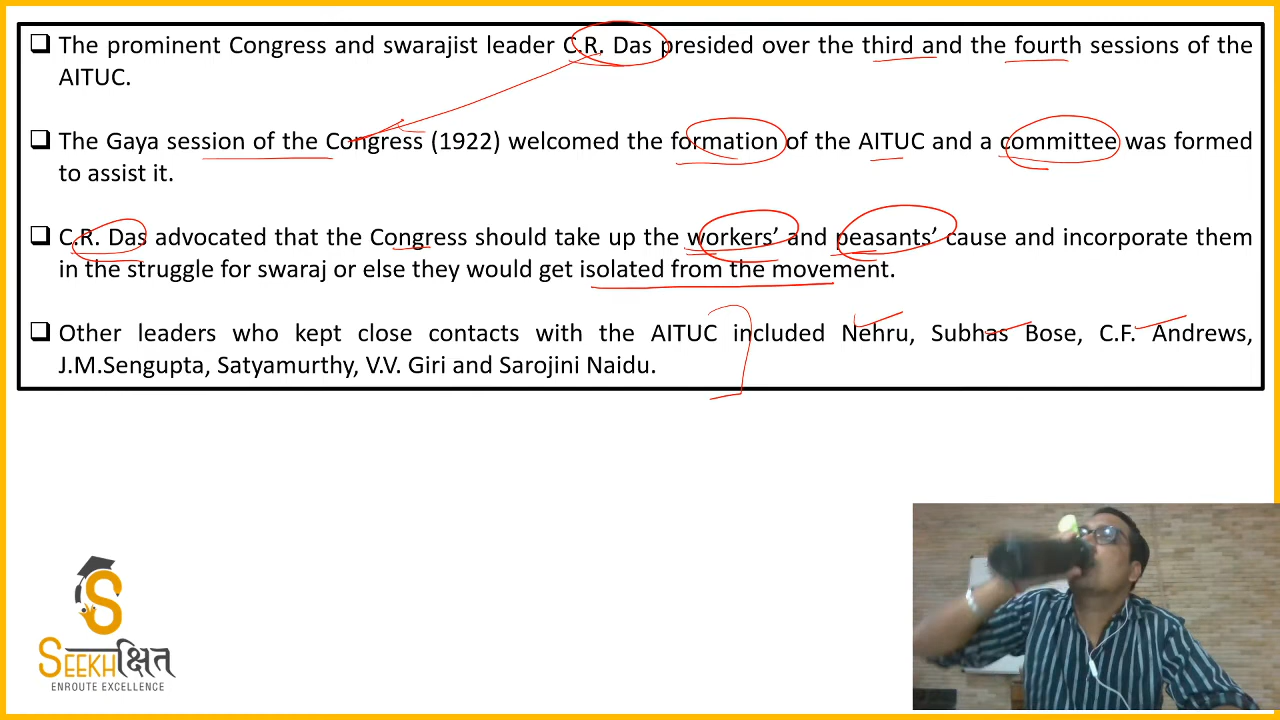 ❑ The prominent Congress and swarajist leader C.R. Das presided over the third and the fourth sessions of the
AITUC.
❑ The Gaya session of the Congress (1922) welcomed the formation of the AITUC and a committee was formed
to assist it.
❑ C.R. Das advocated that the Congress should take up the workers’ and peasants’ cause and incorporate them
in the struggle for swaraj or else they would get isolated from the movement.
❑ Other leaders who kept close contacts with the AITUC included Nehru, Subhas Bose, C.F. Andrews,
J.M.Sengupta, Satyamurthy, V.V. Giri and Sarojini Naidu.
S
SEEKHक्षित
ENROUTE EXCELLENCE